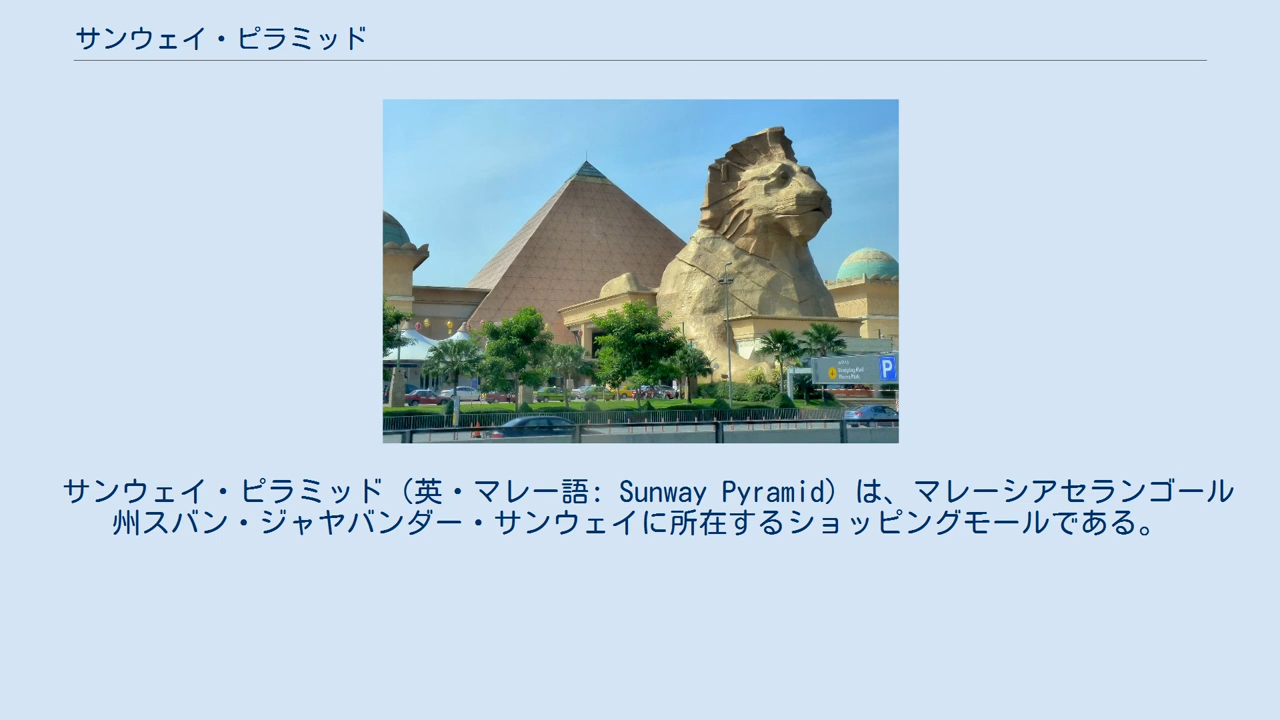 サンウェイ・ピラミッド
P
サンウェイ・ピラミッド（英・マレー語: Sunway Pyramid）は、マレーシアセランゴール
州スバン・ジャヤバンダー・サンウェイに所在するショッピングモールである。